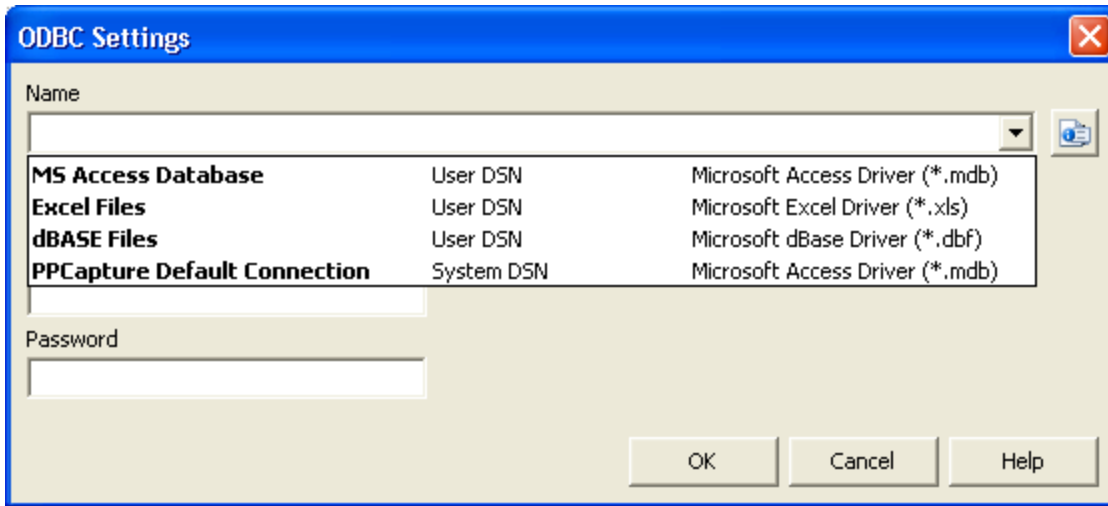 ODBC Settings
Name
MS Access Database User DSN Microsoft Access Driver (*.mdb)
Excel Files User DSN Microsoft Excel Driver (*.xls)
dBASE Files User DSN Microsoft dBase Driver (*.dbf)
PPCapture Default Connection System DSN Microsoft Access Driver (*.mdb)
Password
OK Cancel Help